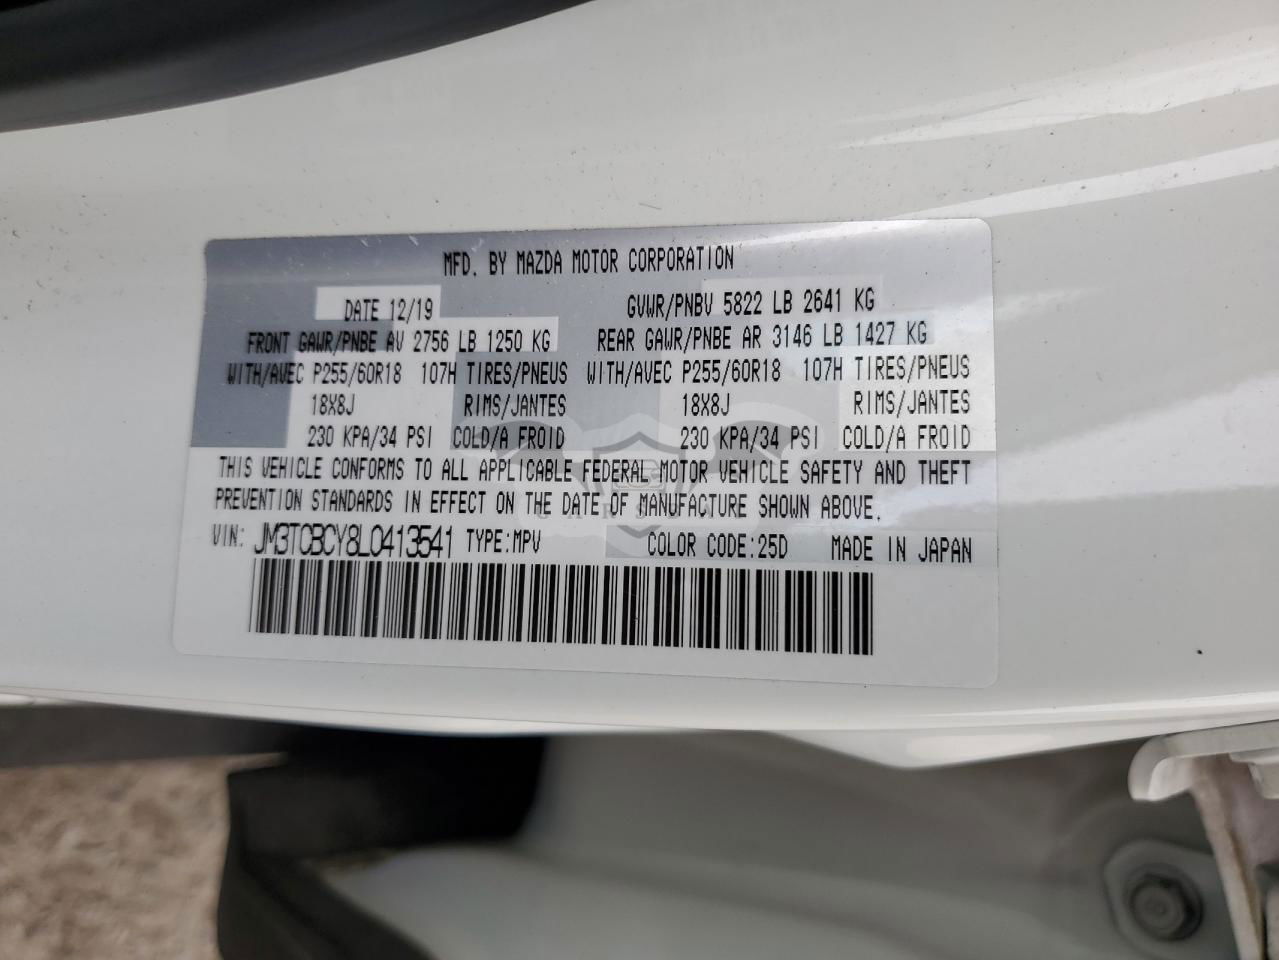 MFD. BY MAZDA MOTOR CORPORATION
DATE 12/19 GVWR/PNBV 5822 LB 2641 KG
FRONT GAWR/PNBE AV 2756 LB 1250 KG REAR GAWR/PNBE AR 3146 LB 1427 KG
WITH/AVEC P255/60R18 107H TIRES/PNEUS WITH/AVEC P255/60R18 107H TIRES/PNEUS
18X8J RIMS/JANTES 18X8J RIMS/JANTES
230 KPA/34 PSI COLD/A FROID 230 KPA/34 PSI COLD/A FROID
THIS VEHICLE CONFORMS TO ALL APPLICABLE FEDERAL MOTOR VEHICLE SAFETY AND THEFT
PREVENTION STANDARDS IN EFFECT ON THE DATE OF MANUFACTURE SHOWN ABOVE.
VIN: JM3TCBCY8L0413541 TYPE:MPV COLOR CODE:25D MADE IN JAPAN